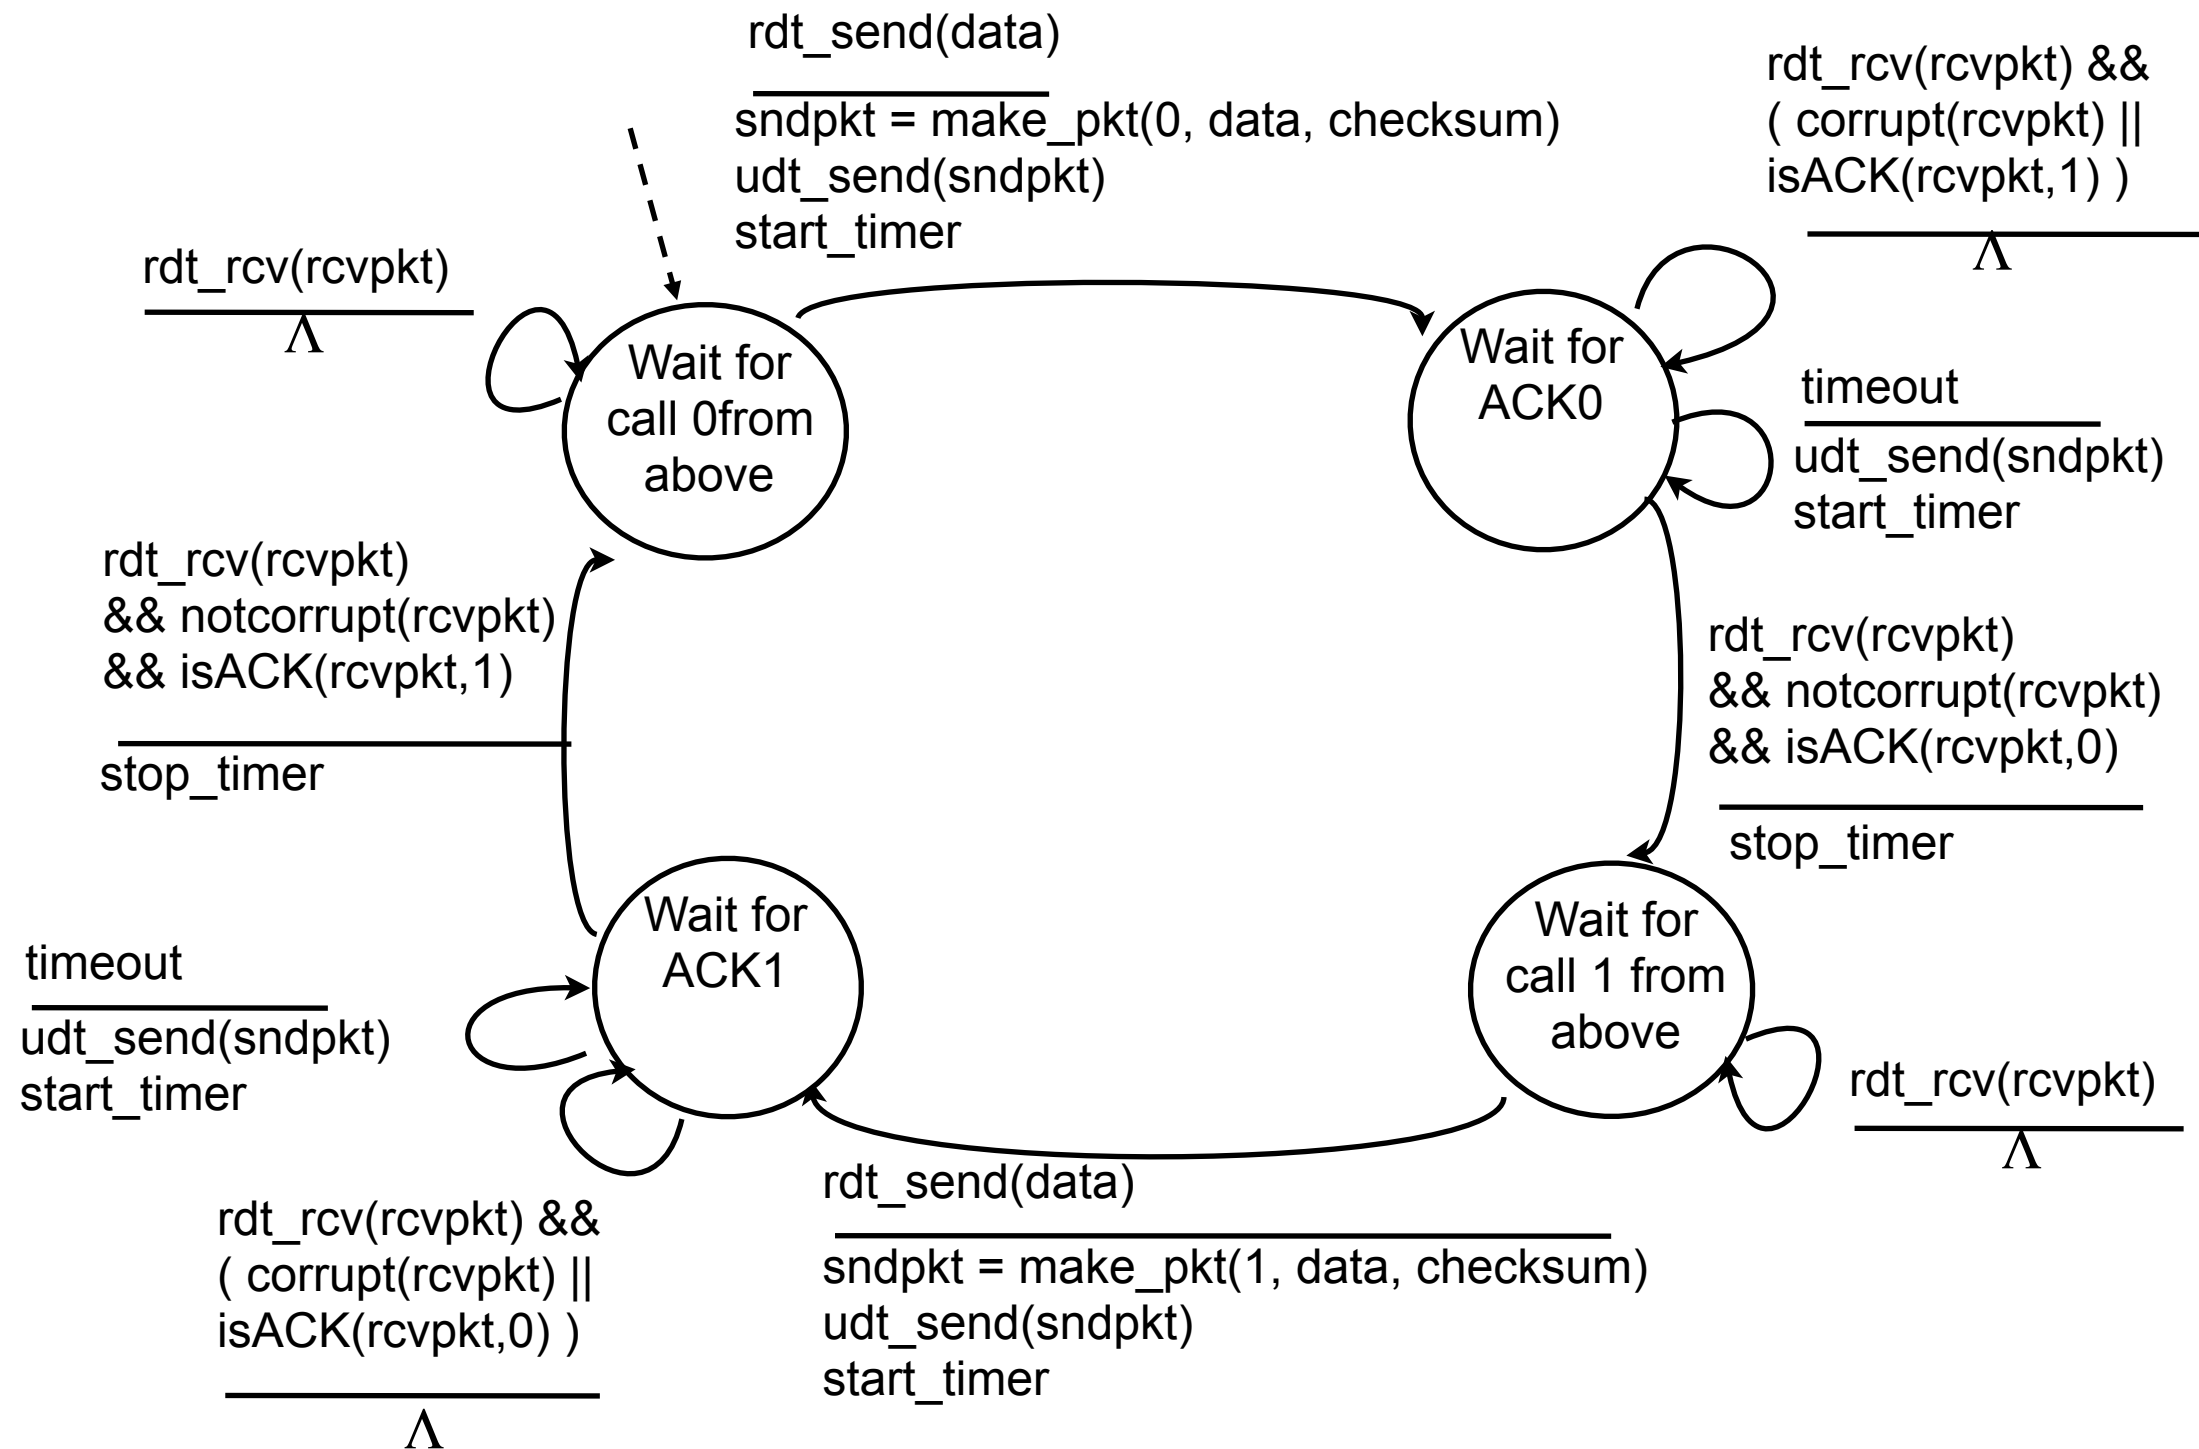 rdt_send(data)
sndpkt = make_pkt(0, data, checksum)
udt_send(sndpkt)
start_timer
rdt_rcv(rcvpkt) &&
( corrupt(rcvpkt) ||
isACK(rcvpkt,1) )
Λ
rdt_rcv(rcvpkt)
Λ
Wait for
call 0from
above
Wait for
ACK0
timeout
udt_send(sndpkt)
start_timer
rdt_rcv(rcvpkt)
&& notcorrupt(rcvpkt)
&& isACK(rcvpkt,1)
stop_timer
rdt_rcv(rcvpkt)
&& notcorrupt(rcvpkt)
&& isACK(rcvpkt,0)
stop_timer
Wait for
ACK1
Wait for
call 1 from
above
timeout
udt_send(sndpkt)
start_timer
rdt_rcv(rcvpkt)
Λ
rdt_rcv(rcvpkt) &&
( corrupt(rcvpkt) ||
isACK(rcvpkt,0) )
Λ
rdt_send(data)
sndpkt = make_pkt(1, data, checksum)
udt_send(sndpkt)
start_timer